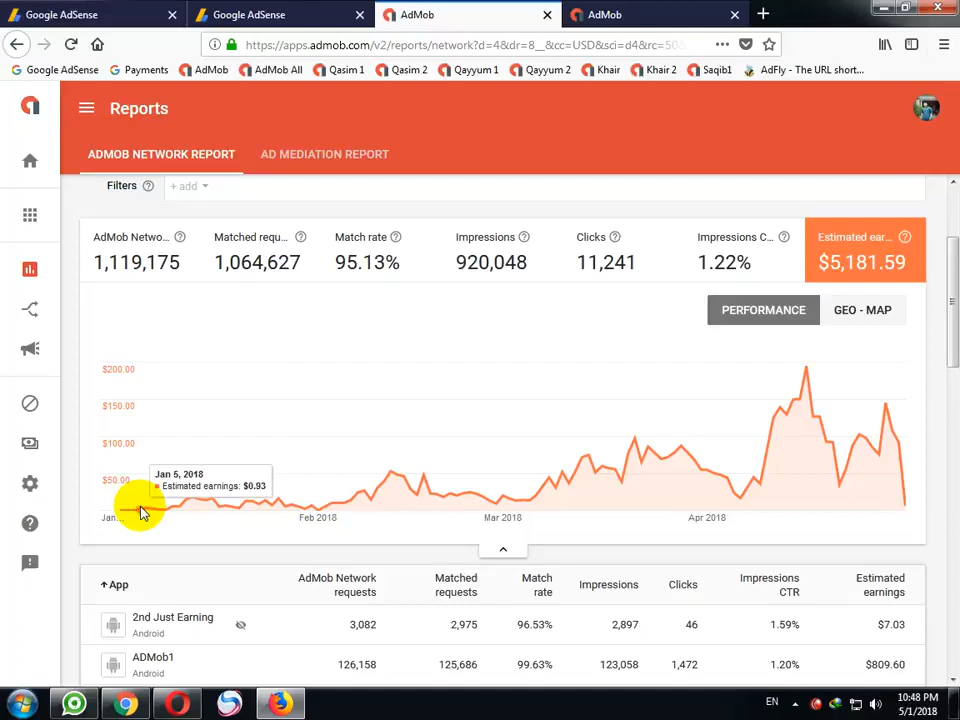 Google AdSense
Google AdSense
AdMob
AdMob
https://apps.admob.com/v2/reports/network?d=4&dr=8__&cc=USD&sci=d4&rc=50&
Google AdSense
Payments
AdMob
AdMob All
Qasim 1
Qasim 2
Qayyum 1
Qayyum 2
Khair
Khair 2
Saqib1
AdFly - The URL short...
Reports
ADMOB NETWORK REPORT
AD MEDIATION REPORT
Filters
+ add
AdMob Netwo...
Matched requ...
Match rate
Impressions
Clicks
Impressions C...
Estimated ear...
1,119,175
1,064,627
95.13%
920,048
11,241
1.22%
$5,181.59
PERFORMANCE
GEO - MAP
$200.00
$150.00
$100.00
$50.00
Jan 5, 2018
Estimated earnings: $0.93
Jan...
Feb 2018
Mar 2018
Apr 2018
App
AdMob Network requests
Matched requests
Match rate
Impressions
Clicks
Impressions CTR
Estimated earnings
2nd Just Earning
Android
3,082
2,975
96.53%
2,897
46
1.59%
$7.03
ADMob1
Android
126,158
125,686
99.63%
123,058
1,472
1.20%
$809.60
EN
10:48 PM
5/1/2018